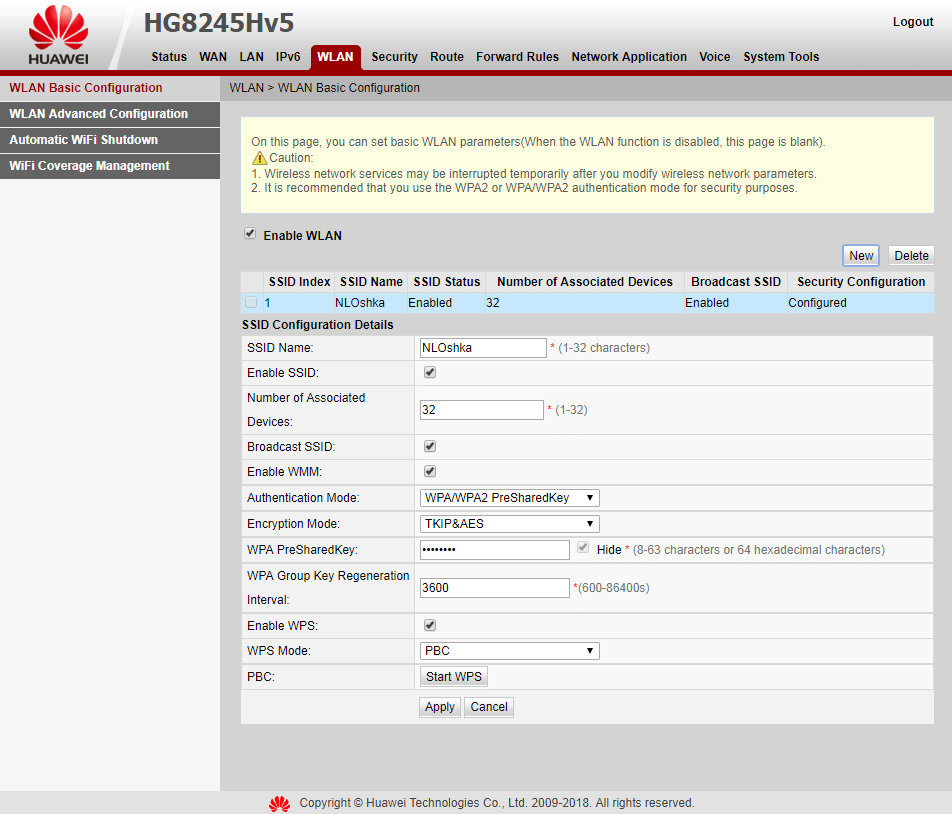 HUAWEI
HG8245Hv5
Logout
Status WAN LAN IPv6 WLAN Security Route Forward Rules Network Application Voice System Tools
WLAN Basic Configuration
WLAN Advanced Configuration
Automatic WiFi Shutdown
WiFi Coverage Management
WLAN > WLAN Basic Configuration
On this page, you can set basic WLAN parameters(When the WLAN function is disabled, this page is blank).
Caution:
1. Wireless network services may be interrupted temporarily after you modify wireless network parameters.
2. It is recommended that you use the WPA2 or WPA/WPA2 authentication mode for security purposes.
Enable WLAN
New Delete
SSID Index SSID Name SSID Status Number of Associated Devices Broadcast SSID Security Configuration
1 NLOshka Enabled 32 Enabled Configured
SSID Configuration Details
SSID Name: NLOshka * (1-32 characters)
Enable SSID:
Number of Associated
Devices: 32 * (1-32)
Broadcast SSID:
Enable WMM:
Authentication Mode: WPA/WPA2 PreSharedKey
Encryption Mode: TKIP&AES
WPA PreSharedKey: •••••••• Hide * (8-63 characters or 64 hexadecimal characters)
WPA Group Key Regeneration
Interval: 3600 *(600-86400s)
Enable WPS:
WPS Mode: PBC
PBC: Start WPS
Apply Cancel
Copyright © Huawei Technologies Co., Ltd. 2009-2018. All rights reserved.